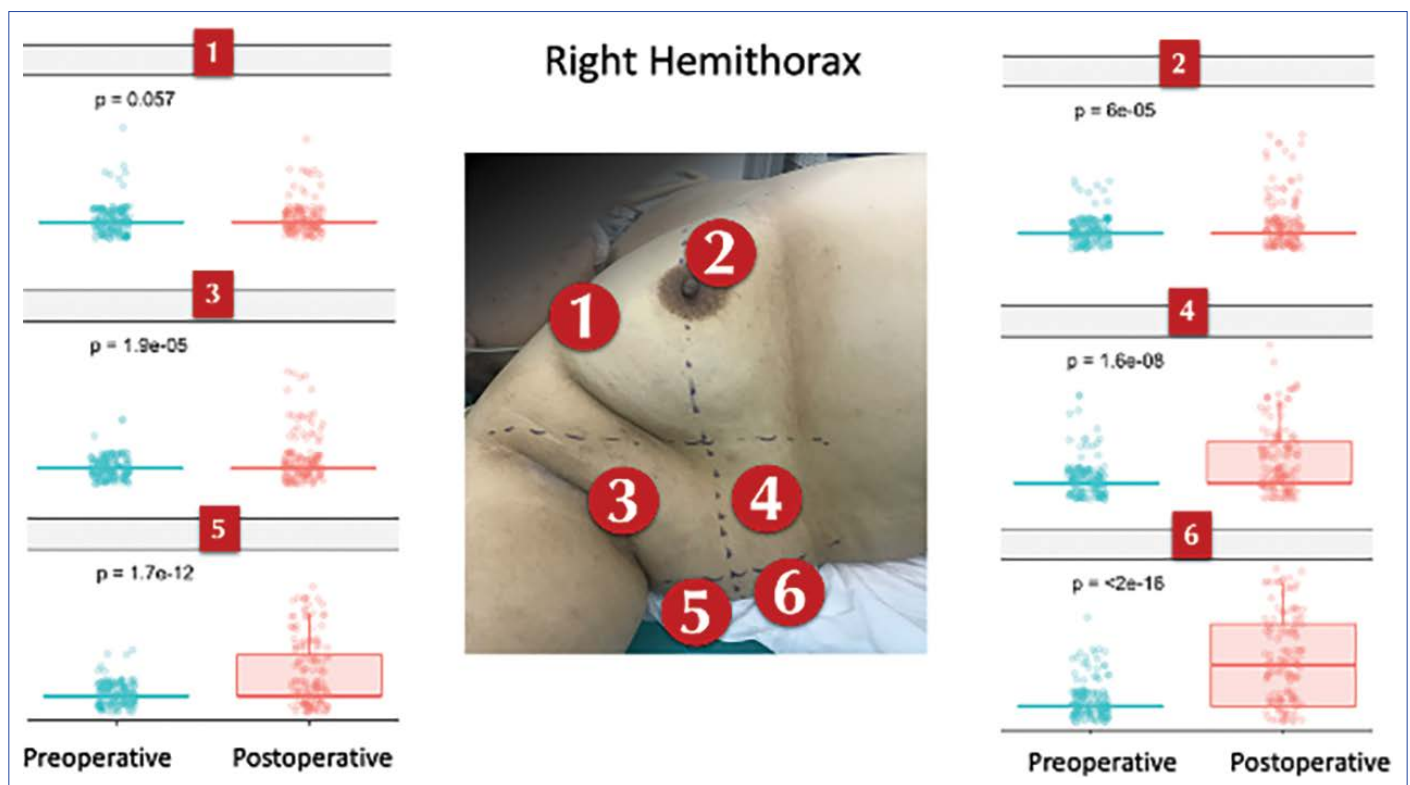 Right Hemithorax
1
p = 0.057
2
p = 6e-05
3
p = 1.9e-05
4
p = 1.6e-08
5
p = 1.7e-12
6
p = <2e-16
1
2
3
4
5
6
Preoperative
Postoperative
Preoperative
Postoperative